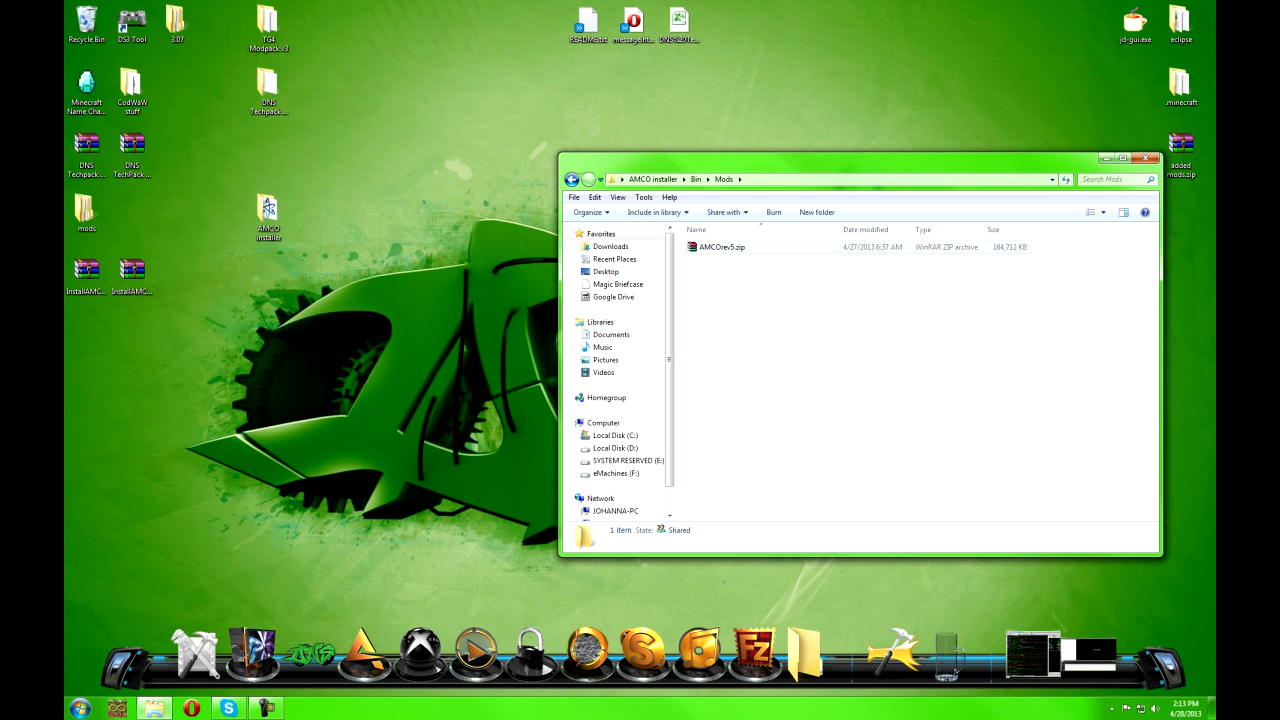 Recycle Bin
DS3 Tool
3.07
TG4
Modpack v3
README.txt
message.ht...
jd-gui.exe
eclipse
Minecraft
Name Cha...
CodWaW
stuff
DNS
Techpack ...
.minecraft
DNS
Techpack ...
DNS
TechPack ...
added
mods.zip
mods
AMCO
installer
InstallAMC...
InstallAMC...
AMCO installer
Bin
Mods
Search Mods
File Edit View Tools Help
Organize
Include in library
Share with
Burn
New folder
Name
Date modified
Type
Size
AMCOrev5.zip
4/27/2013 6:37 AM
WinRAR ZIP archive
164,712 KB
Favorites
Downloads
Recent Places
Desktop
Magic Briefcase
Google Drive
Libraries
Documents
Music
Pictures
Videos
Homegroup
Computer
Local Disk (C:)
Local Disk (D:)
SYSTEM RESERVED (E:)
eMachines (F:)
Network
JOHANNA-PC
1 item State: Shared
Fz
2:13 PM
4/28/2013